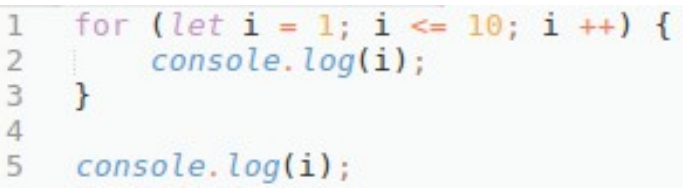 1 for (let i = 1; i <= 10; i ++) {
2 console.log(i);
3 }
4
5 console.log(i);